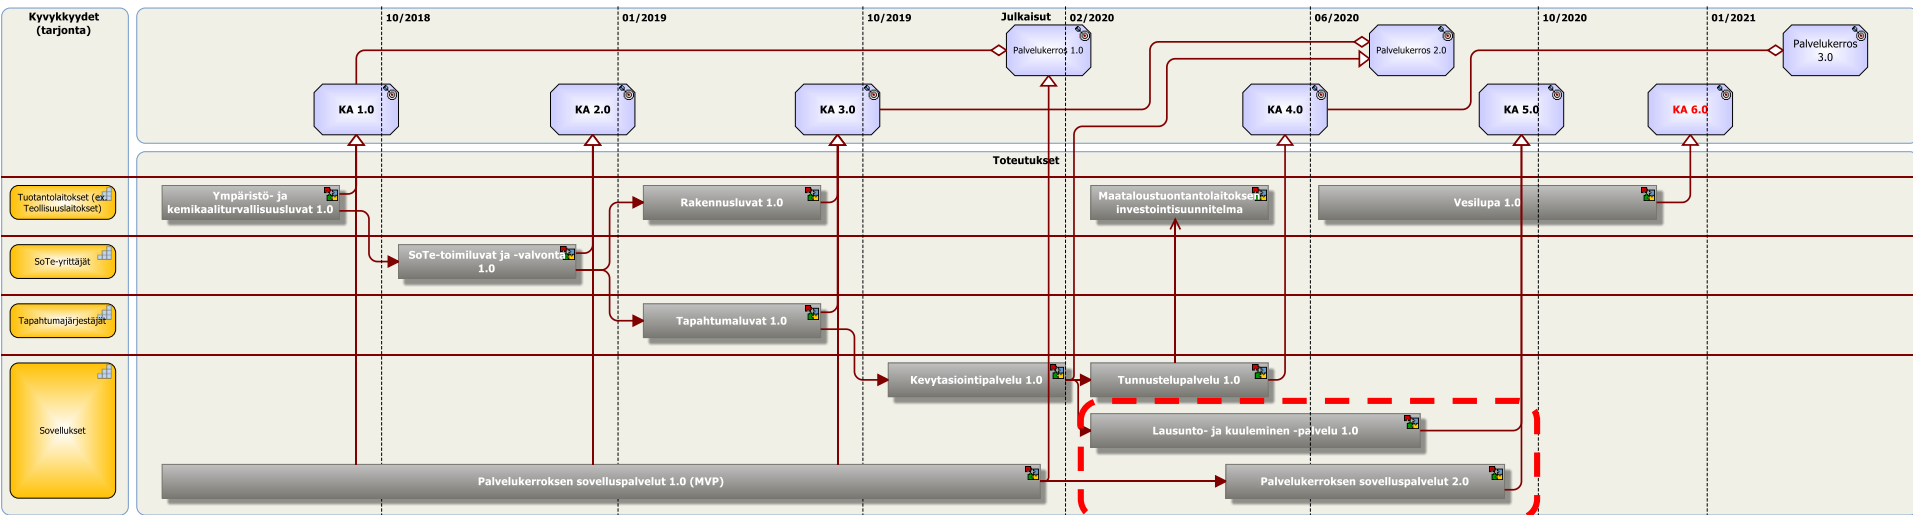 Kyvykkyydet
(tarjonta)
10/2018
01/2019
10/2019
Julkaisut
02/2020
06/2020
10/2020
01/2021
Palvelukerros 1.0
Palvelukerros 2.0
Palvelukerros
3.0
KA 1.0
KA 2.0
KA 3.0
KA 4.0
KA 5.0
KA 6.0
Toteutukset
Tuotantolaitokset (ex.
Teollisuuslaitokset)
Ympäristö- ja
kemikaaliturvallisuusluvat 1.0
Rakennusluvat 1.0
Maataloustuontantolaitoksen
investointisuunnitelma
Vesilupa 1.0
SoTe-yrittäjät
SoTe-toimiluvat ja -valvonta
1.0
Tapahtumajärjestäjät
Tapahtumaluvat 1.0
Sovellukset
Kevytasiointipalvelu 1.0
Tunnustelupalvelu 1.0
Lausunto- ja kuuleminen -palvelu 1.0
Palvelukerroksen sovelluspalvelut 1.0 (MVP)
Palvelukerroksen sovelluspalvelut 2.0